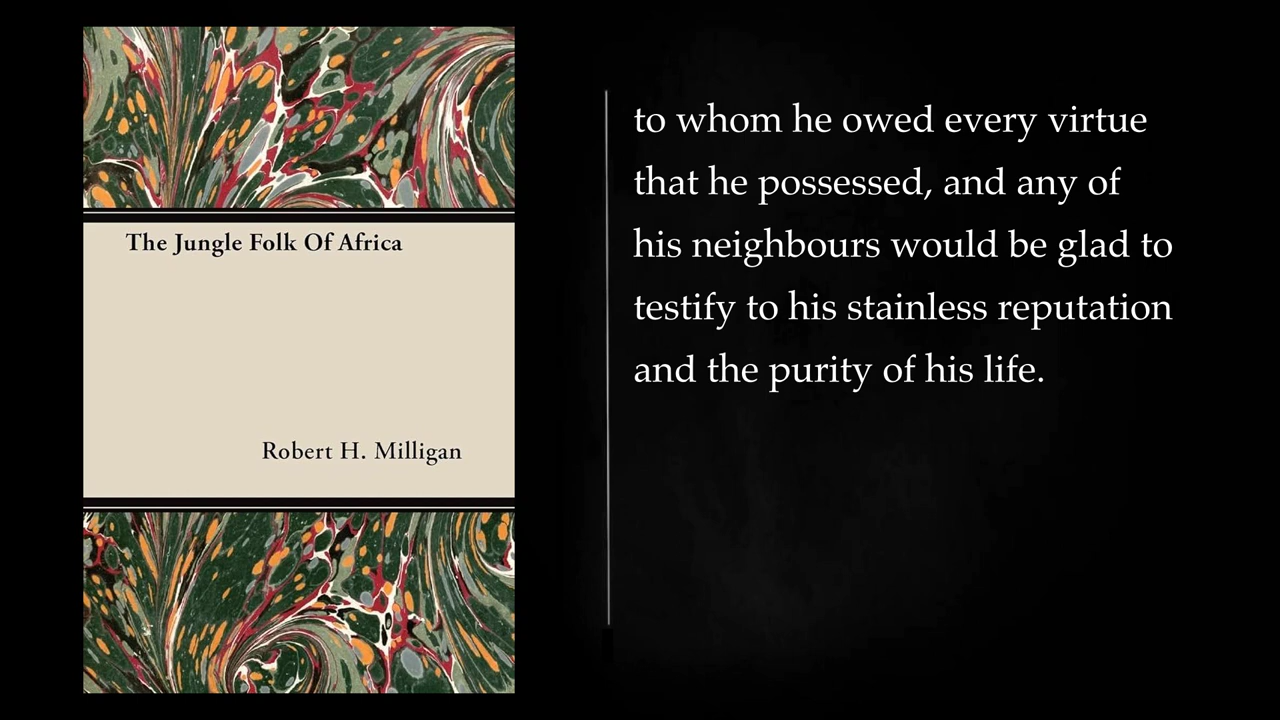 The Jungle Folk Of Africa
Robert H. Milligan
to whom he owed every virtue
that he possessed, and any of
his neighbours would be glad to
testify to his stainless reputation
and the purity of his life.